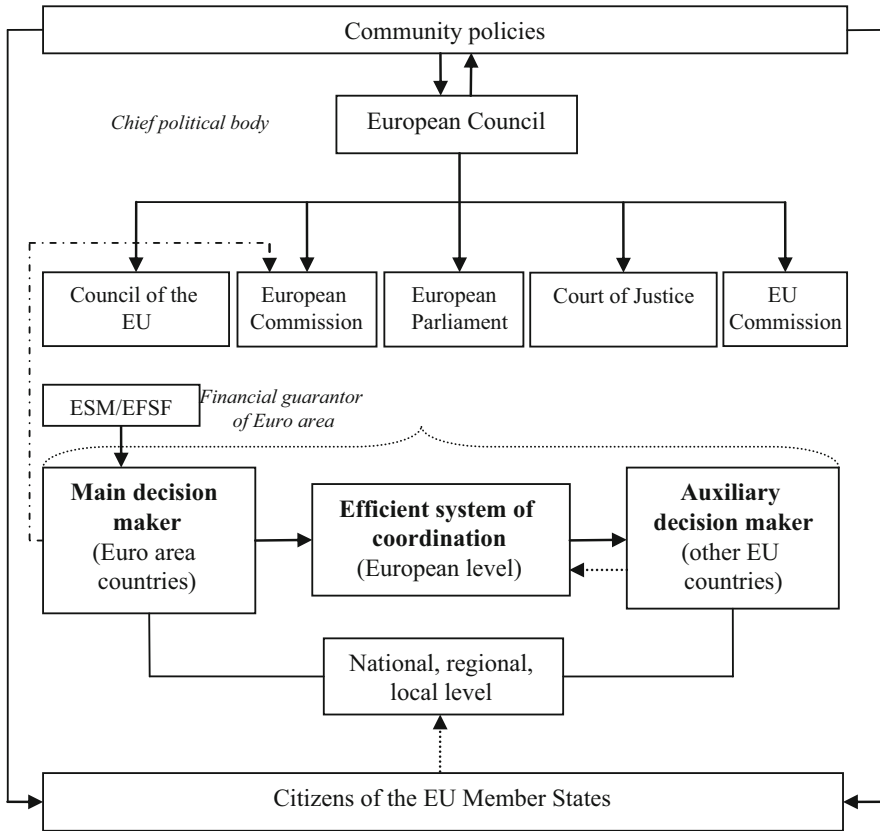 Community policies
Chief political body
European Council
Council of the
EU
European
Commission
European
Parliament
Court of Justice
EU
Commission
ESM/EFSF
Financial guarantor
of Euro area
Main decision
maker
(Euro area
countries)
Efficient system of
coordination
(European level)
Auxiliary
decision maker
(other EU
countries)
National, regional,
local level
Citizens of the EU Member States